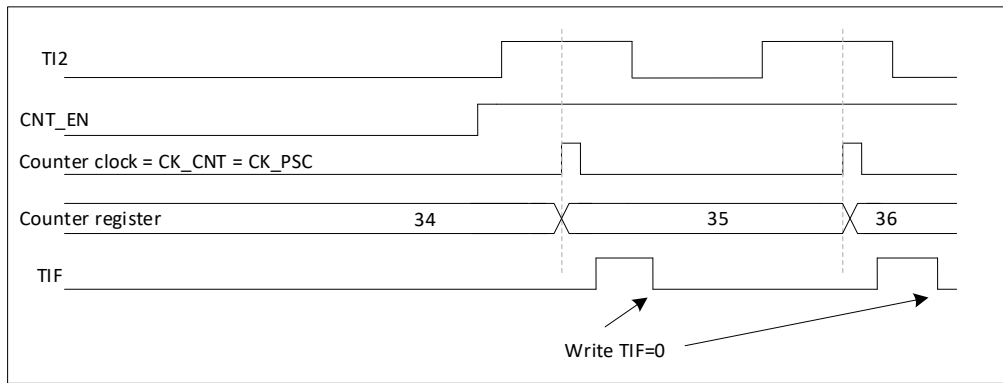 TI2
CNT_EN
Counter clock = CK_CNT = CK_PSC
Counter register 34 35 36
TIF
Write TIF=0